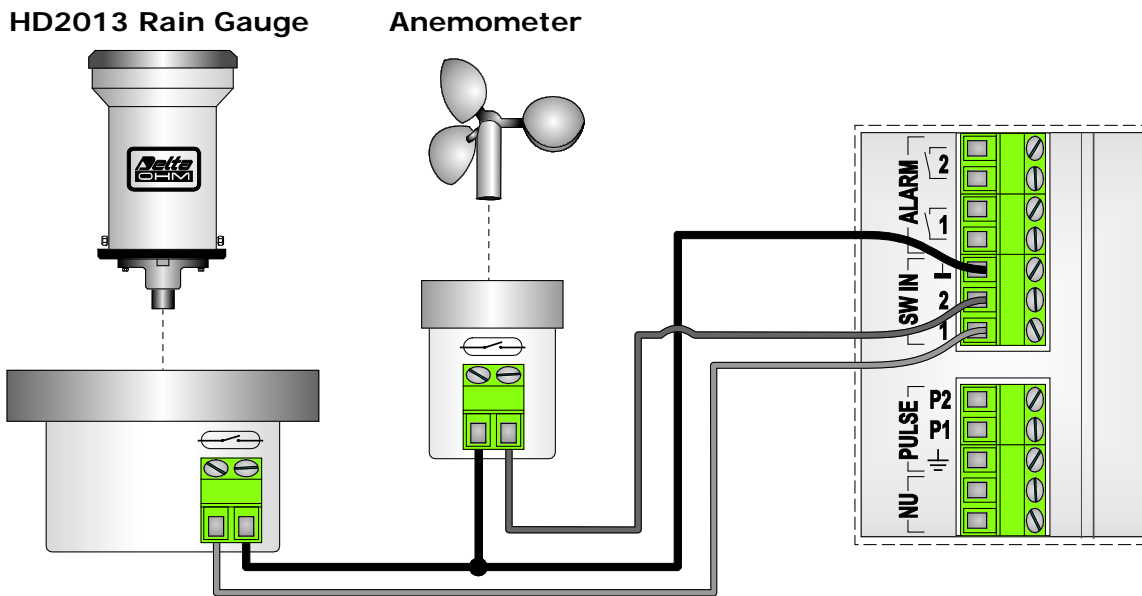 HD2013 Rain Gauge
Anemometer
Delta
OHM
ALARM
2
1
SW IN
2
1
PULSE
P2
P1
NU